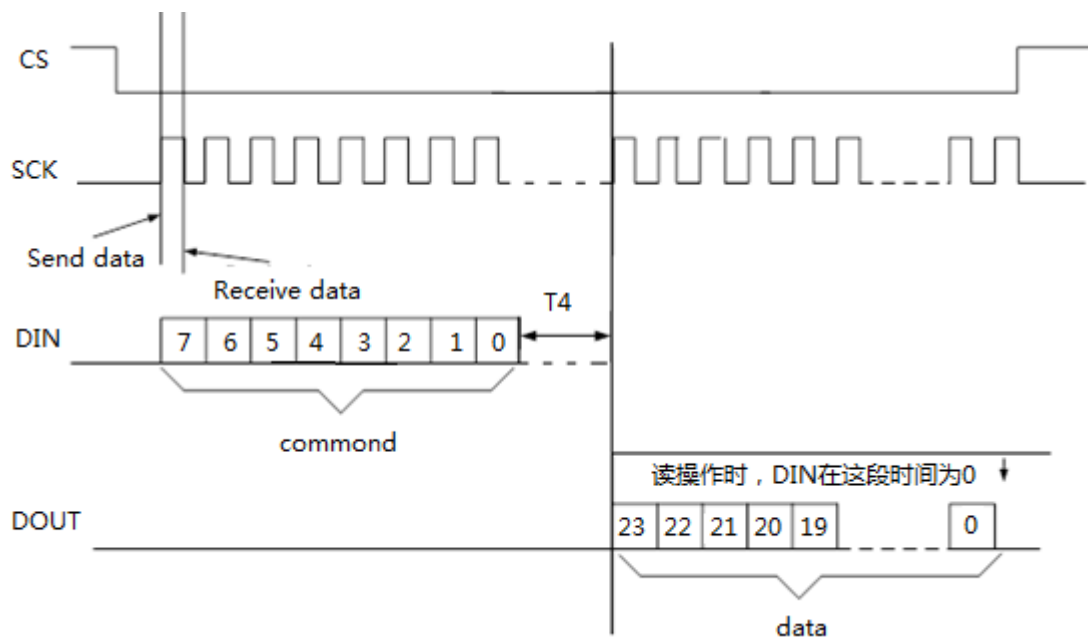 CS
SCK
Send data
Receive data
T4
DIN
7 6 5 4 3 2 1 0
commond
读操作时，DIN在这段时间为0
DOUT
23 22 21 20 19 0
data